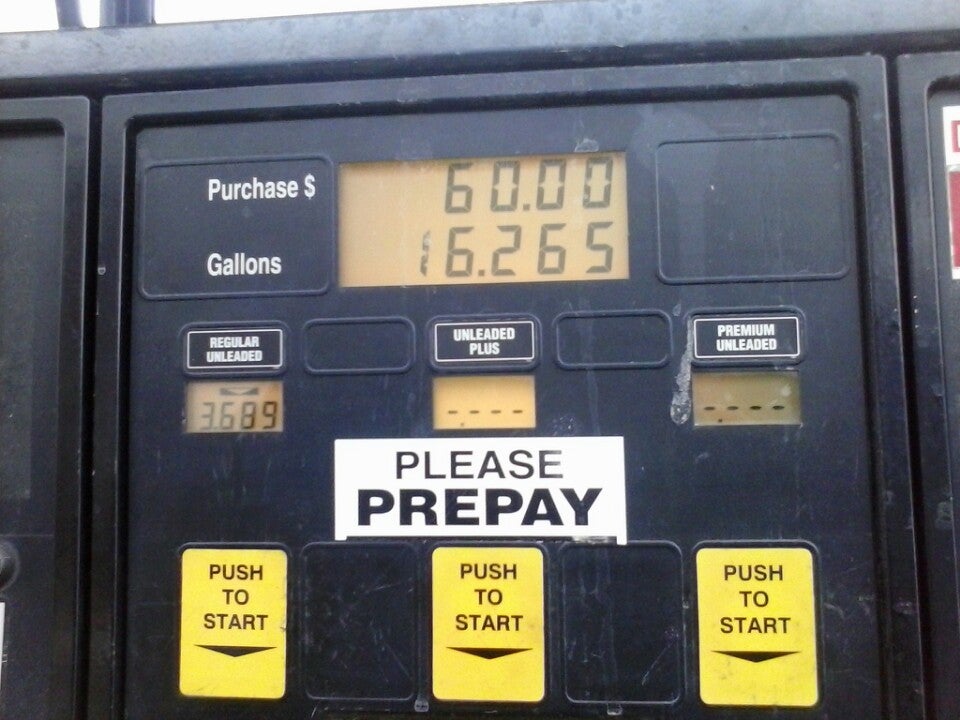 Purchase $ 60.00
Gallons 16.265
REGULAR
UNLEADED
UNLEADED
PLUS
PREMIUM
UNLEADED
3.689
-.---
-.---
PLEASE
PREPAY
PUSH
TO
START
PUSH
TO
START
PUSH
TO
START